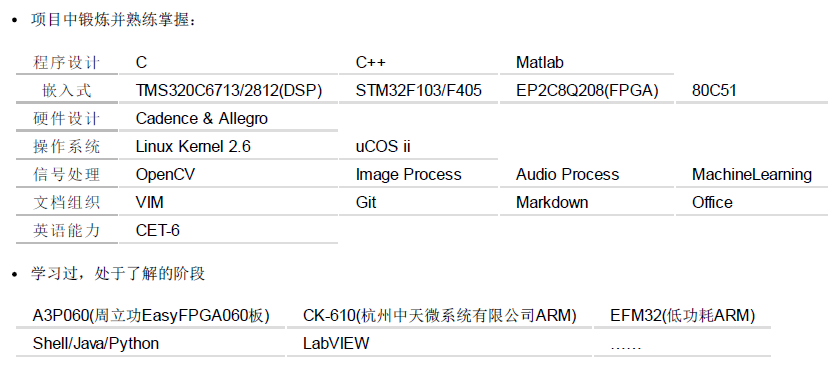 • 项目中锻炼并熟练掌握：
程序设计 C C++ Matlab
嵌入式 TMS320C6713/2812(DSP) STM32F103/F405 EP2C8Q208(FPGA) 80C51
硬件设计 Cadence & Allegro
操作系统 Linux Kernel 2.6 uCOS ii
信号处理 OpenCV Image Process Audio Process MachineLearning
文档组织 VIM Git Markdown Office
英语能力 CET-6
• 学习过，处于了解的阶段
A3P060(周立功EasyFPGA060板) CK-610(杭州中天微系统有限公司ARM) EFM32(低功耗ARM)
Shell/Java/Python LabVIEW ……